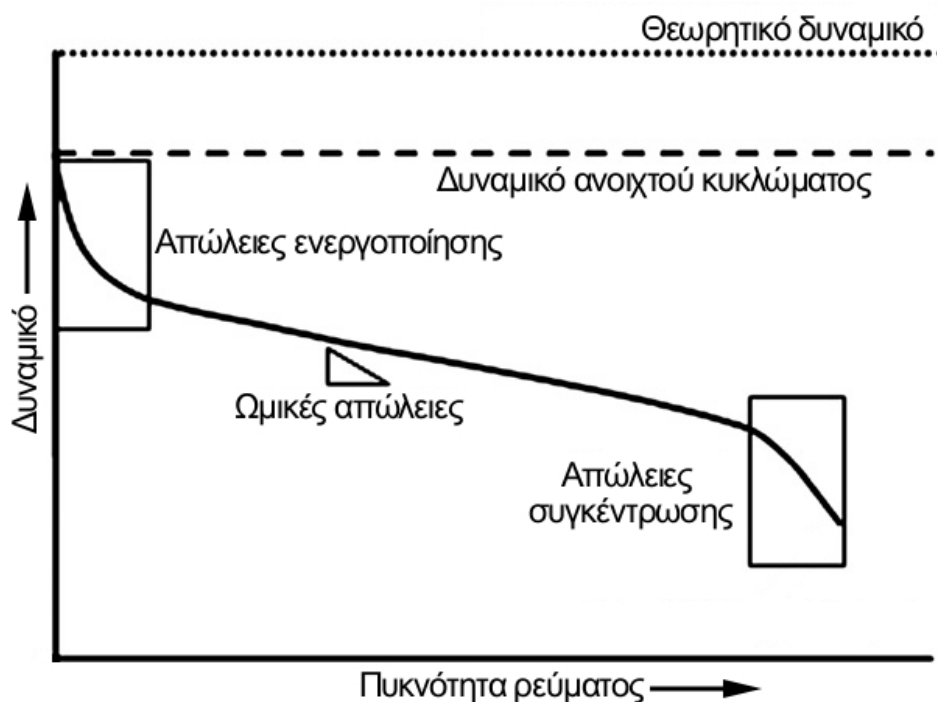 Θεωρητικό δυναμικό
Δυναμικό ανοιχτού κυκλώματος
Απώλειες ενεργοποίησης
Δυναμικό
Ωμικές απώλειες
Απώλειες
συγκέντρωσης
Πυκνότητα ρεύματος